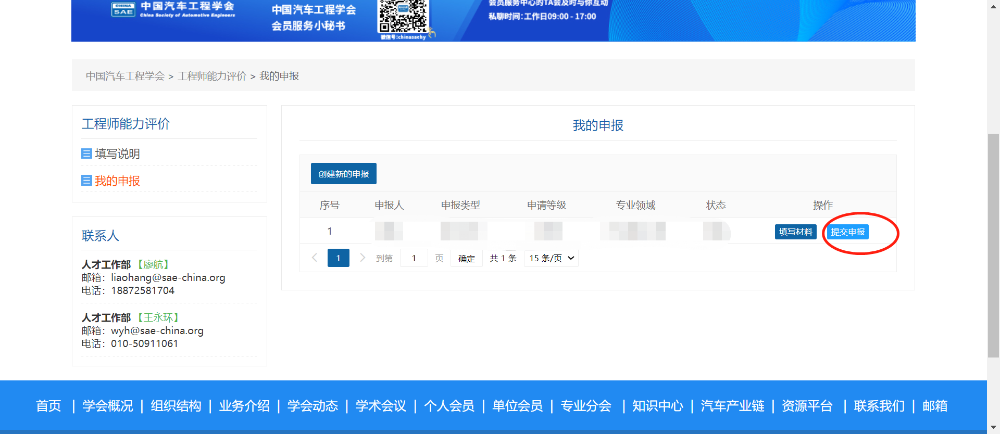 中国汽车工程学会
China Society of Automotive Engineers
CHINA
SAE
中国汽车工程学会
会员服务小秘书
微信号:chinasaehy
会员服务中心的TA会及时与你互动
私聊时间:工作日09:00 - 17:00
中国汽车工程学会 > 工程师能力评价 > 我的申报
工程师能力评价
填写说明
我的申报
联系人
人才工作部 【廖航】
邮箱：liaohang@sae-china.org
电话：18872581704
人才工作部 【王永环】
邮箱：wyh@sae-china.org
电话：010-50911061
我的申报
创建新的申报
序号 申报人 申报类型 申请等级 专业领域 状态 操作
1 填写材料 提交申报
1 到第 1 页 确定 共 1 条 15 条/页
首页 | 学会概况 | 组织结构 | 业务介绍 | 学会动态 | 学术会议 | 个人会员 | 单位会员 | 专业分会 | 知识中心 | 汽车产业链 | 资源平台 | 联系我们 | 邮箱